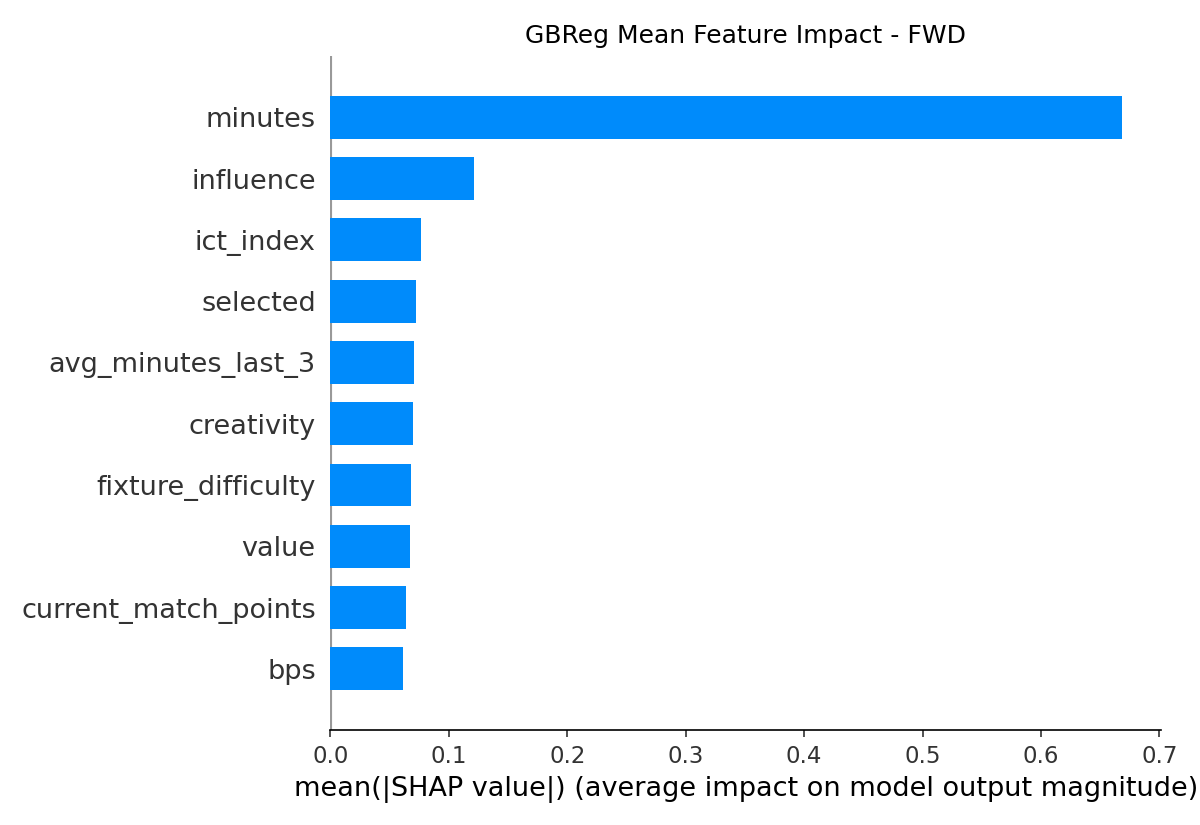 GBReg Mean Feature Impact - FWD
minutes
influence
ict_index
selected
avg_minutes_last_3
creativity
fixture_difficulty
value
current_match_points
bps
0.0 0.1 0.2 0.3 0.4 0.5 0.6 0.7
mean(|SHAP value|) (average impact on model output magnitude)